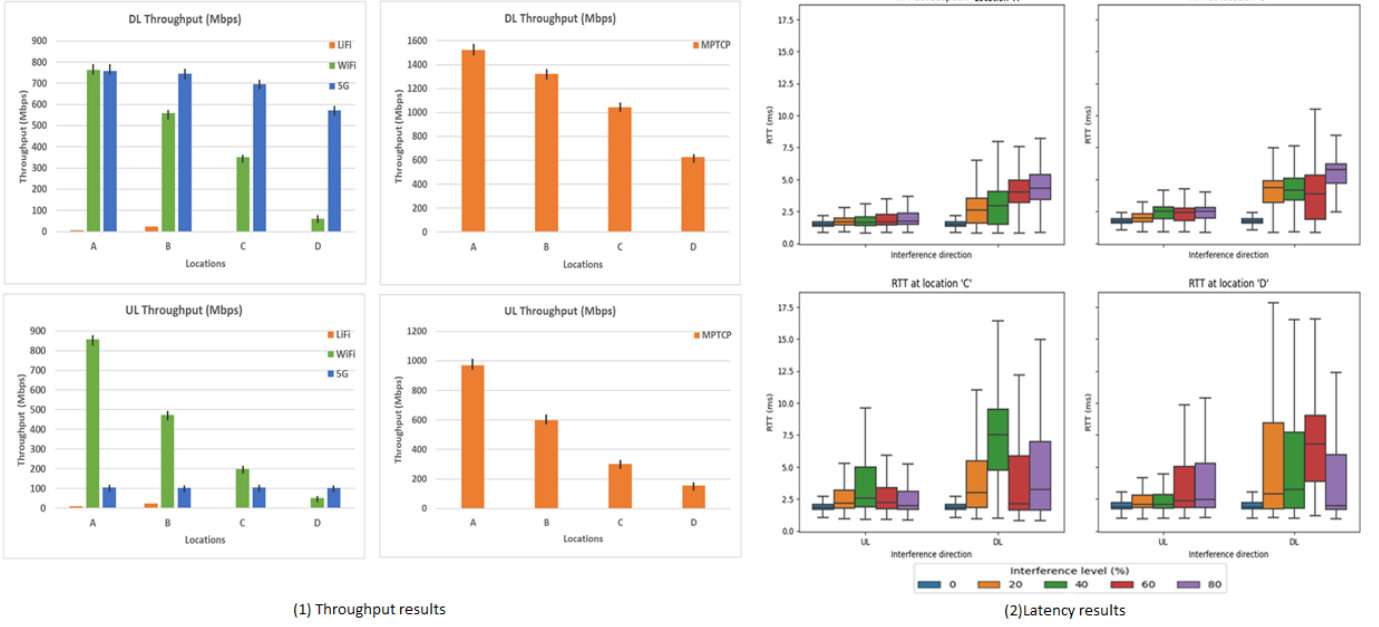 DL Throughput (Mbps)
900
800
700
600
500
400
300
200
100
0
Throughput (Mbps)
A B C D
Locations
LiFi
WiFi
5G
DL Throughput (Mbps)
1600
1400
1200
1000
800
600
400
200
0
Throughput (Mbps)
A B C D
Locations
MPTCP
UL Throughput (Mbps)
900
800
700
600
500
400
300
200
100
0
Throughput (Mbps)
A B C D
Locations
LiFi
WiFi
5G
UL Throughput (Mbps)
1200
1000
800
600
400
200
0
Throughput (Mbps)
A B C D
Locations
MPTCP
(1) Throughput results
17.5
15.0
12.5
10.0
7.5
5.0
2.5
0.0
RTT (ms)
Interference direction
RTT (ms)
Interference direction
RTT at location 'C'
17.5
15.0
12.5
10.0
7.5
5.0
2.5
0.0
RTT (ms)
UL DL
Interference direction
RTT at location 'D'
RTT (ms)
UL DL
Interference direction
Interference level (%)
0 20 40 60 80
(2)Latency results